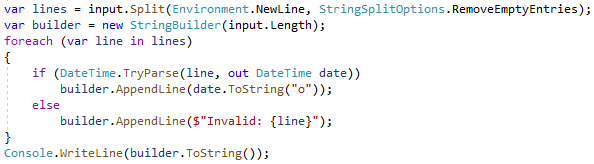 var lines = input.Split(Environment.NewLine, StringSplitOptions.RemoveEmptyEntries);
var builder = new StringBuilder(input.Length);
foreach (var line in lines)
{
    if (DateTime.TryParse(line, out DateTime date))
        builder.AppendLine(date.ToString("o"));
    else
        builder.AppendLine($"Invalid: {line}");
}
Console.WriteLine(builder.ToString());